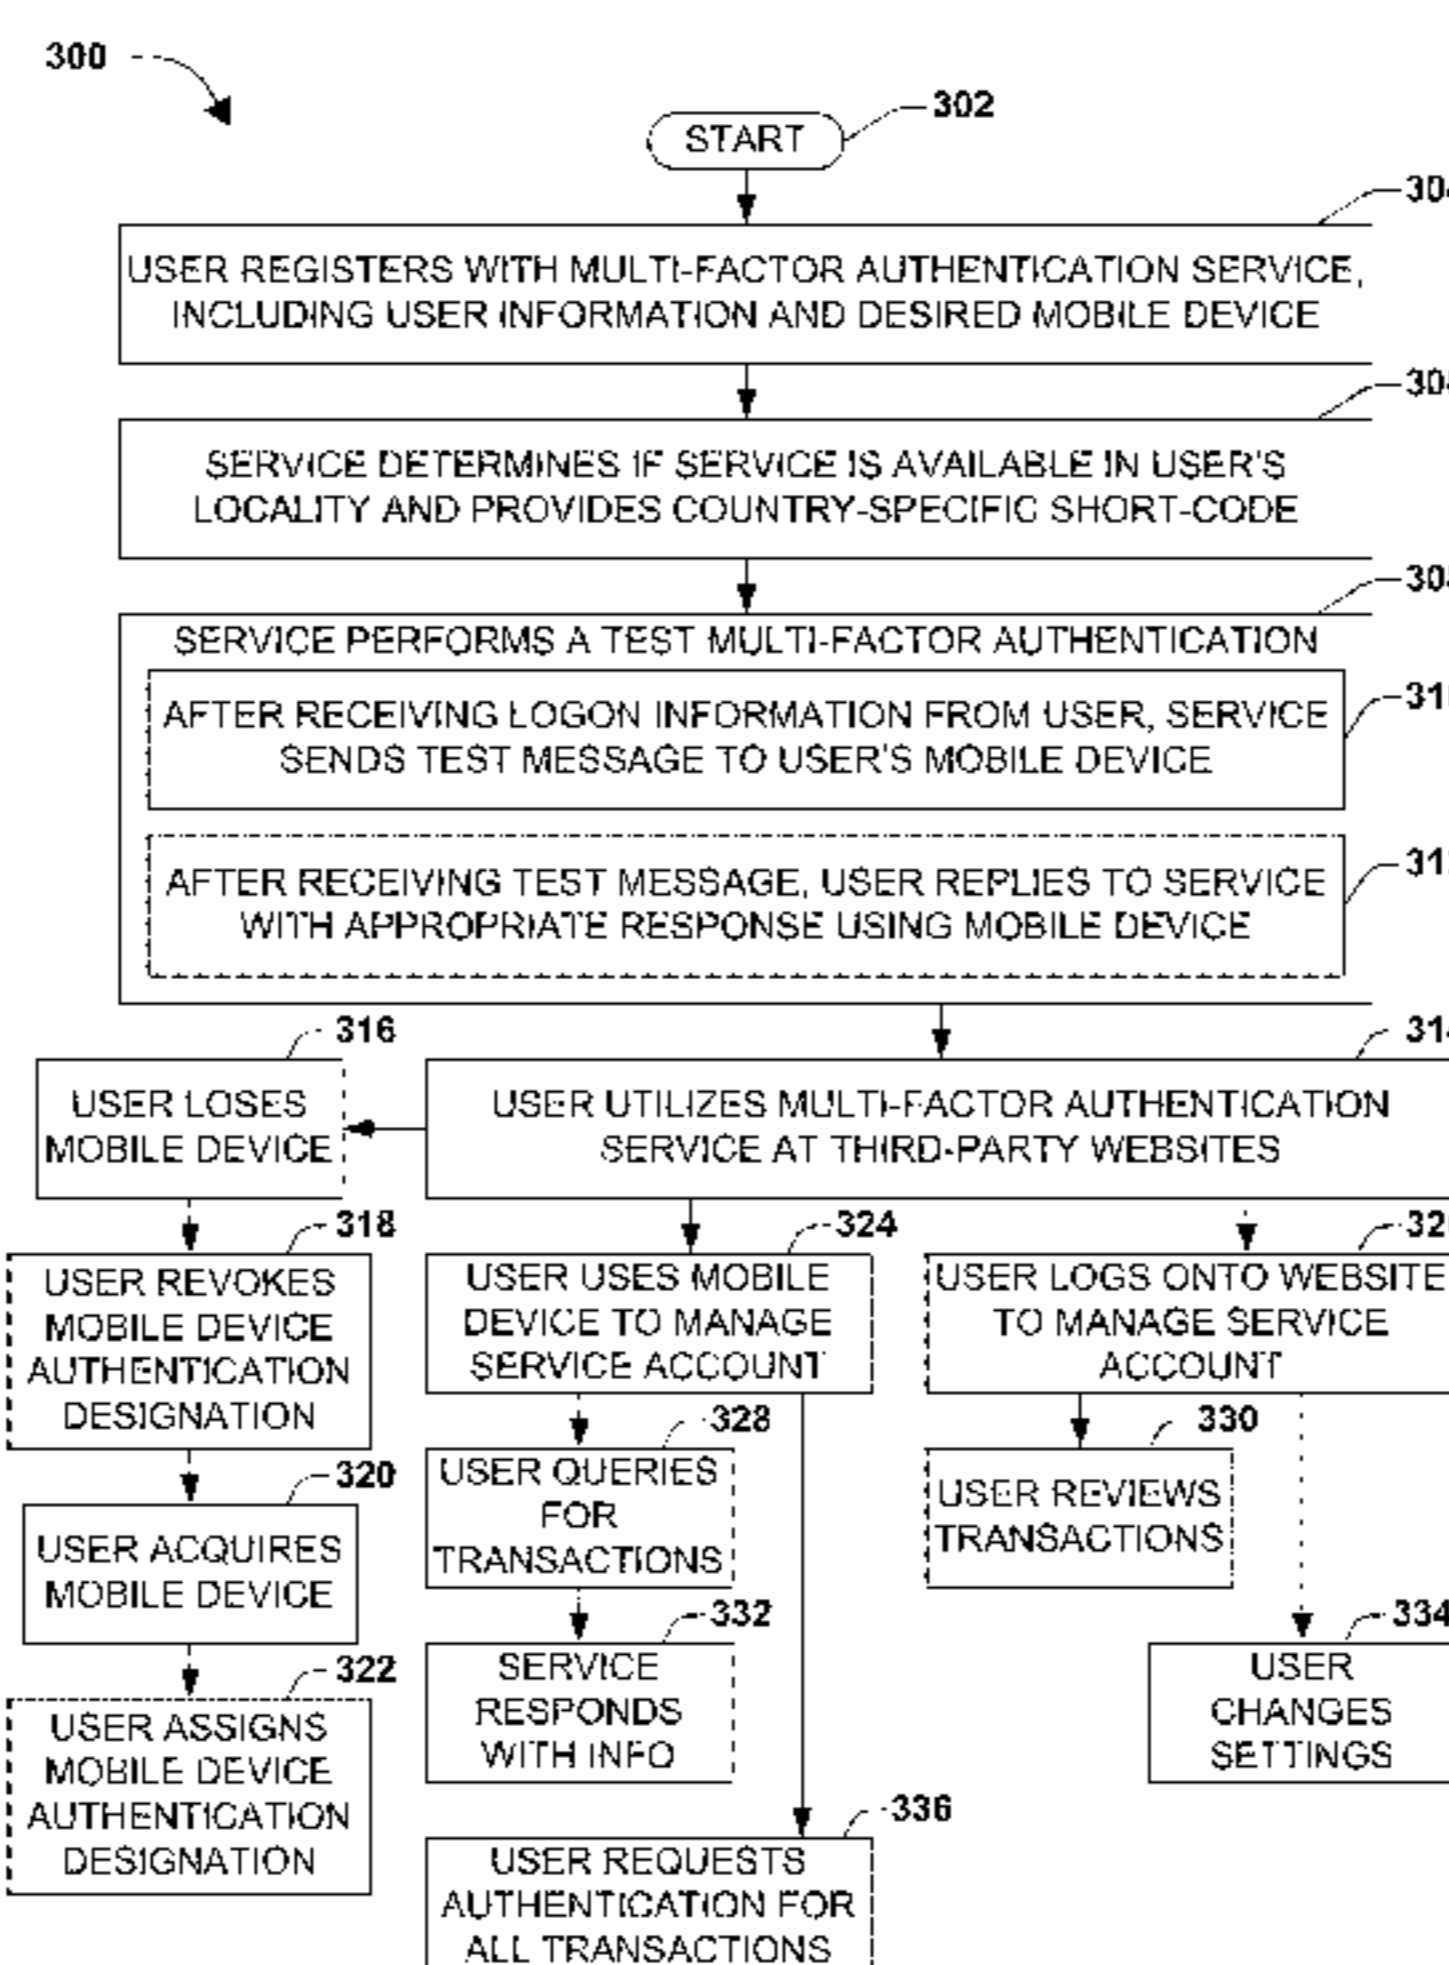 300
302
START
USER REGISTERS WITH MULTI-FACTOR AUTHENTICATION SERVICE,
INCLUDING USER INFORMATION AND DESIRED MOBILE DEVICE
SERVICE DETERMINES IF SERVICE IS AVAILABLE IN USER'S
LOCALITY AND PROVIDES COUNTRY-SPECIFIC SHORT-CODE
SERVICE PERFORMS A TEST MULTI-FACTOR AUTHENTICATION
AFTER RECEIVING LOGON INFORMATION FROM USER, SERVICE
SENDS TEST MESSAGE TO USER'S MOBILE DEVICE
AFTER RECEIVING TEST MESSAGE, USER REPLIES TO SERVICE
WITH APPROPRIATE RESPONSE USING MOBILE DEVICE
316
USER LOSES
MOBILE DEVICE
USER UTILIZES MULTI-FACTOR AUTHENTICATION
SERVICE AT THIRD-PARTY WEBSITES
318
USER REVOKES
MOBILE DEVICE
AUTHENTICATION
DESIGNATION
324
USER USES MOBILE
DEVICE TO MANAGE
SERVICE ACCOUNT
USER LOGS ONTO WEBSITE
TO MANAGE SERVICE
ACCOUNT
320
USER ACQUIRES
MOBILE DEVICE
328
USER QUERIES
FOR
TRANSACTIONS
330
USER REVIEWS
TRANSACTIONS
322
USER ASSIGNS
MOBILE DEVICE
AUTHENTICATION
DESIGNATION
332
SERVICE
RESPONDS
WITH INFO
334
USER
CHANGES
SETTINGS
336
USER REQUESTS
AUTHENTICATION FOR
ALL TRANSACTIONS